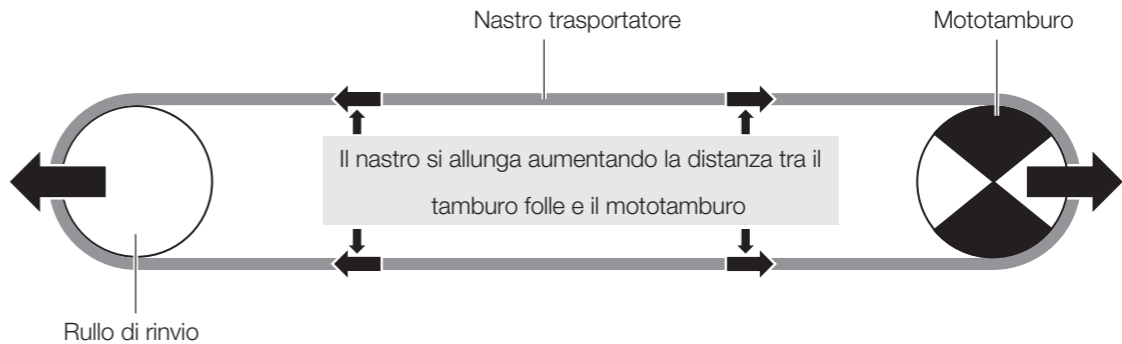 Nastro trasportatore
Mototamburo
Il nastro si allunga aumentando la distanza tra il
tamburo folle e il mototamburo
Rullo di rinvio